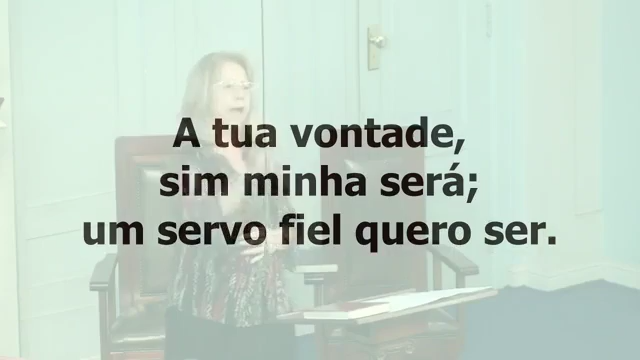 A tua vontade,
sim minha será;
um servo fiel quero ser.